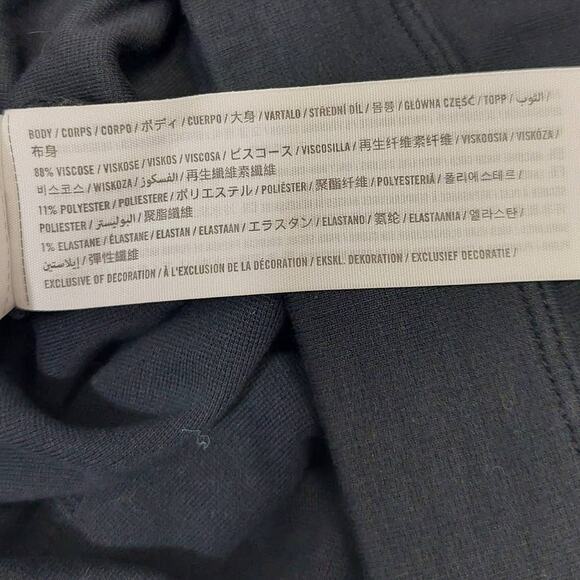 BODY / CORPS / CORPO / ボディ / CUERPO / 大身 / VARTALO / STŘEDNÍ DÍL / 몸통 / GŁÓWNA CZĘŚĆ / TOPP / الثوب /
布身
88% VISCOSE / VISKOSE / VISKOS / VISCOSA / ビスコース / VISCOSILLA / 再生纤维素纤维 / VISKOOSIA / VISKÓZA /
비스코스 / WISKOZA / الفسكوز / 再生纖維素纖維
11% POLYESTER / POLIESTERE / ポリエステル / POLIÉSTER / 聚酯纤维 / POLYESTERIÄ / 폴리에스테르 /
POLIESTER / البوليستر / 聚脂纖維
1% ELASTANE / ÉLASTANE / ELASTAN / ELASTAAN / エラスタン / ELASTANO / 氨纶 / ELASTAANIA / 엘라스탄 /
إيلاستين / 彈性纖維
EXCLUSIVE OF DECORATION / À L'EXCLUSION DE LA DÉCORATION / EKSKL. DEKORATION / EXCLUSIEF DECORATIE /